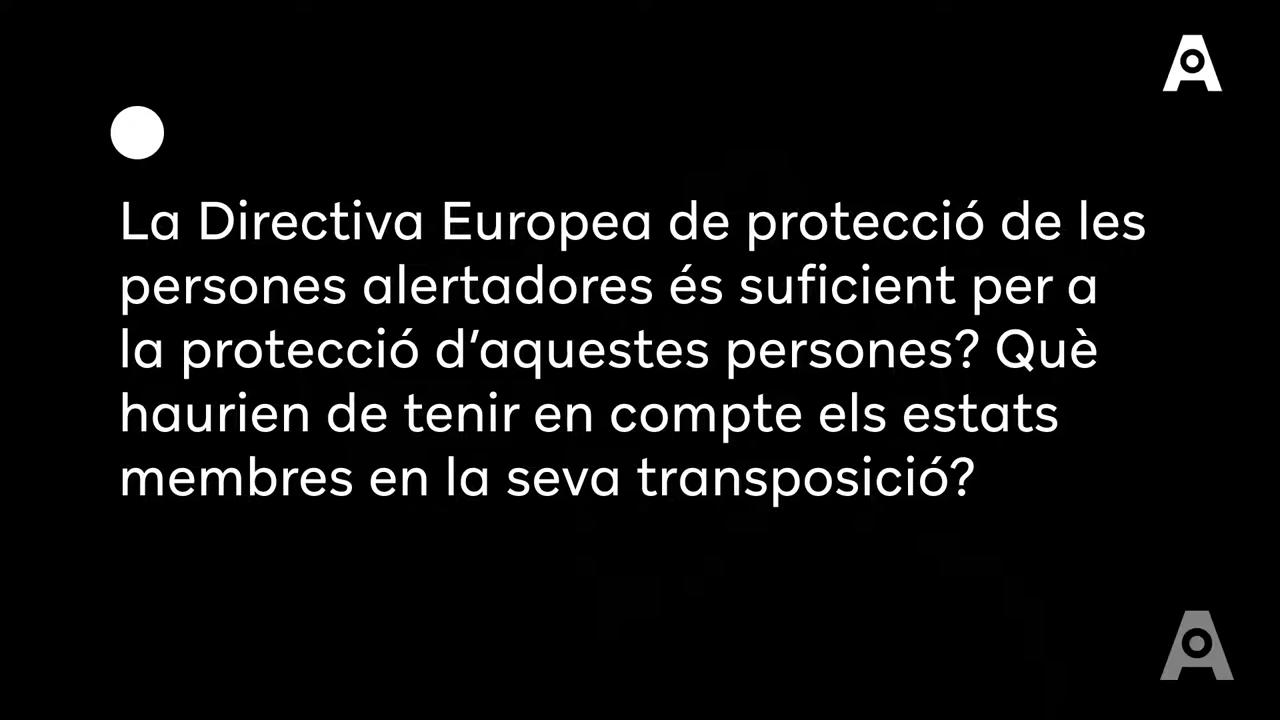 La Directiva Europea de protecció de les
persones alertadores és suficient per a
la protecció d’aquestes persones? Què
haurien de tenir en compte els estats
membres en la seva transposició?